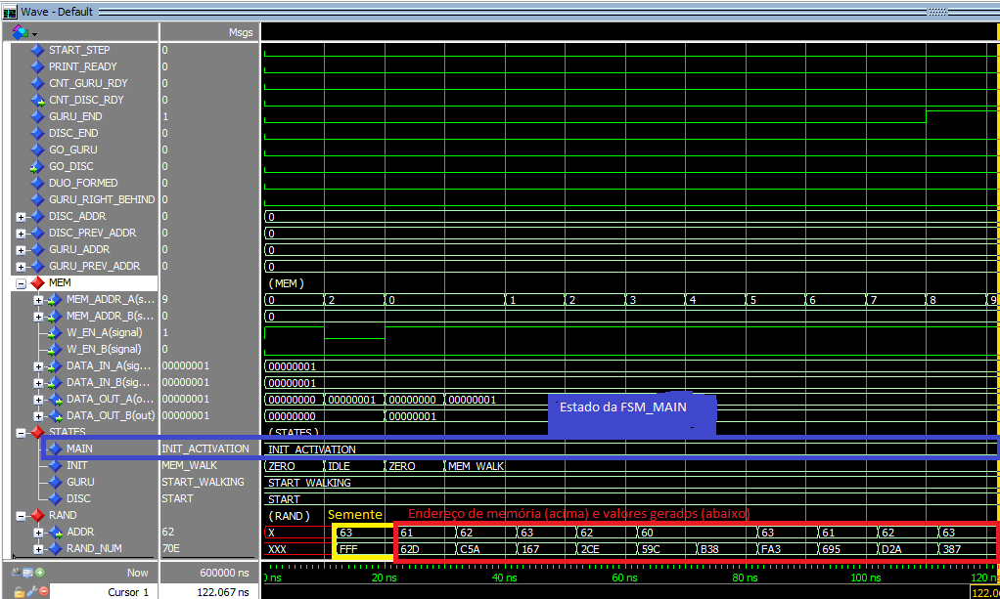 Wave - Default
Msgs
START_STEP 0
PRINT_READY 0
CNT_GURU_RDY 0
CNT_DISC_RDY 0
GURU_END 1
DISC_END 0
GO_GURU 0
GO_DISC 0
DUO_FORMED 0
GURU_RIGHT_BEHIND 0
DISC_ADDR 0 0
DISC_PREV_ADDR 0 0
GURU_ADDR 0 0
GURU_PREV_ADDR 0 0
MEM (MEM)
MEM_ADDR_A(s... 9 0 2 0 1 2 3 4 5 6 7 8 9
MEM_ADDR_B(s... 0 0
W_EN_A(signal) 1
W_EN_B(signal) 0
DATA_IN_A(sig... 00000001 00000001
DATA_IN_B(sig... 00000001 00000001
DATA_OUT_A(o... 00000001 00000000 00000001 00000000 00000001
DATA_OUT_B(out) 00000001 00000000 00000001
Estado da FSM_MAIN
STATES (STATES)
MAIN INIT_ACTIVATION INIT_ACTIVATION
INIT MEM_WALK ZERO IDLE ZERO MEM_WALK
GURU START_WALKING START_WALKING
DISC START START
RAND (RAND) Semente Endereço de memória (acima) e valores gerados (abaixo)
ADDR 62 X 63 61 62 63 62 60 63 61 62 63
RAND_NUM 70E XXX FFF 62D C5A 167 2CE 59C B38 FA3 695 D2A 387
Now 600000 ns 0 ns 20 ns 40 ns 60 ns 80 ns 100 ns 120 n
Cursor 1 122.067 ns 122.0